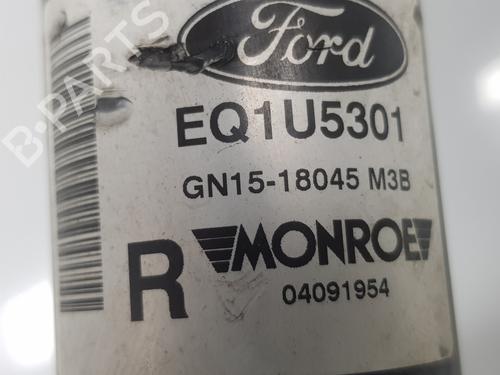 Ford
EQ1U5301
GN15-18045 M3B
R MONROE
04091954
B-PARTS